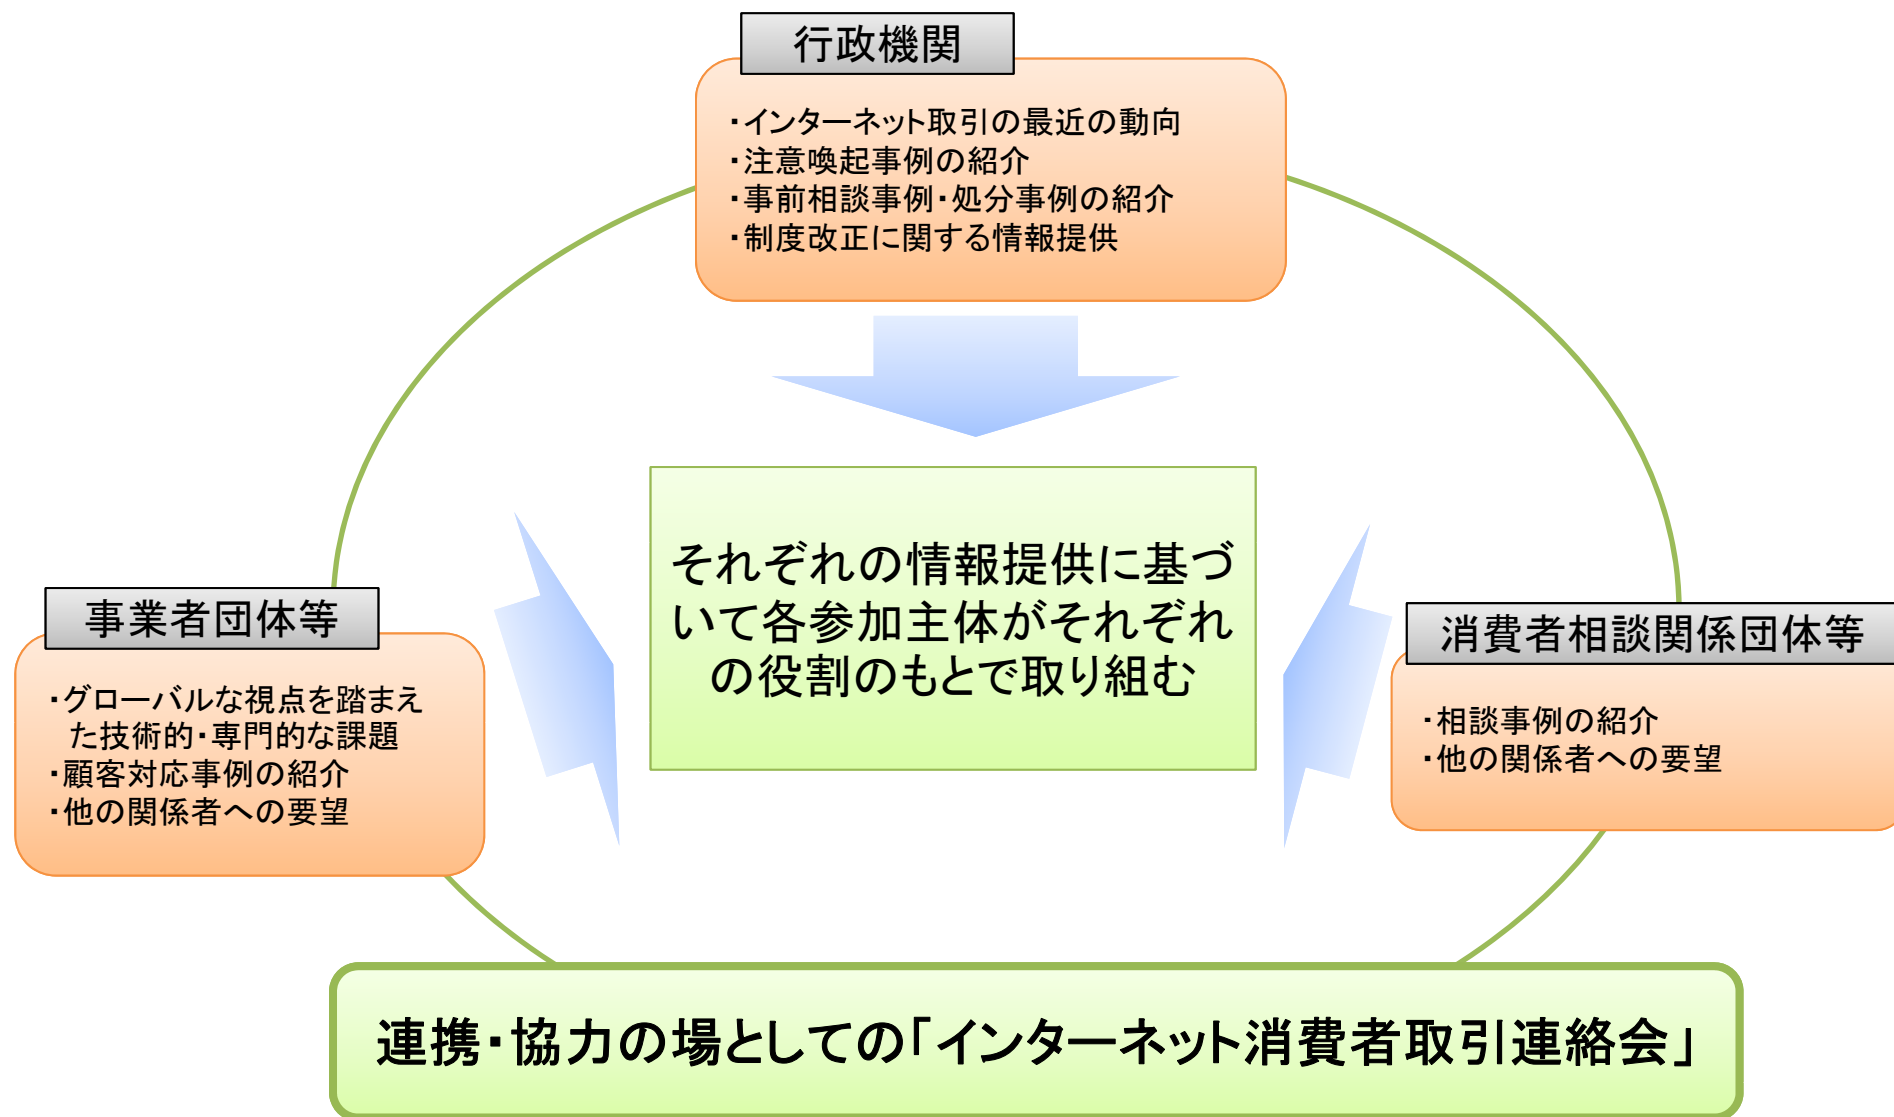 行政機関
・インターネット取引の最近の動向
・注意喚起事例の紹介
・事前相談事例・処分事例の紹介
・制度改正に関する情報提供
それぞれの情報提供に基づ
いて各参加主体がそれぞれ
の役割のもとで取り組む
事業者団体等
・グローバルな視点を踏まえ
た技術的・専門的な課題
・顧客対応事例の紹介
・他の関係者への要望
消費者相談関係団体等
・相談事例の紹介
・他の関係者への要望
連携・協力の場としての「インターネット消費者取引連絡会」